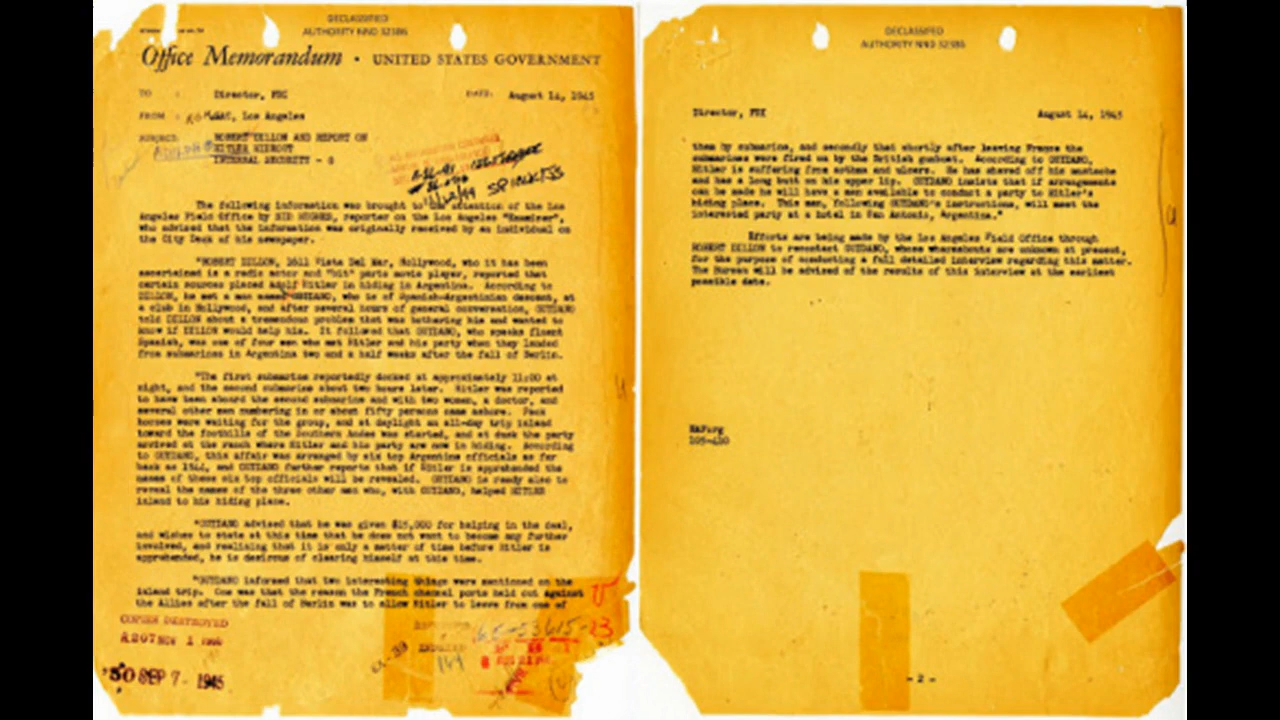 DECLASSIFIED
AUTHORITY NND 32386
Office Memorandum • UNITED STATES GOVERNMENT
TO : Director, FBI DATE: August 14, 1945
FROM : SAC, Los Angeles
SUBJECT: ROBERT DILLON AND REPORT ON
HITLER HIDEOUT
INTERNAL SECURITY - G
The following information was brought to the attention of the Los
Angeles Field Office by SID HUGHES, reporter on the Los Angeles "Examiner",
who advised that the information was originally received by an individual on
the City Desk of his newspaper.
"ROBERT DILLON, 1611 Vista Del Mar, Hollywood, who it has been
ascertained is a radio actor and "bit" parts movie player, reported that
certain sources placed Adolf Hitler in hiding in Argentina. According to
DILLON, he met a man named who is of Spanish-Argentinian descent, at
a club in Hollywood, and after several hours of general conversation,
told DILLON about a tremendous problem that was bothering him and wanted to
know if DILLON would help him. It followed that who speaks fluent
Spanish, was one of four men who met Hitler and his party when they landed
from submarines in Argentina two and a half weeks after the fall of Berlin.
"The first submarine reportedly docked at approximately 11:00 at
night, and the second submarine about two hours later. Hitler was reported
to have been aboard the second submarine and with two women, a doctor, and
several other men numbering in or about fifty persons came ashore. Pack
horses were waiting for the group, and at daylight an all-day trip inland
toward the foothills of the Southern Andes was started, and at dusk the party
arrived at the ranch where Hitler and his party are now in hiding. According
to this affair was arranged by six top Argentine officials as far
back as 1944, and further reports that if Hitler is apprehended the
names of these six top officials will be revealed. is ready also to
reveal the names of the three other men who, with helped HITLER
inland to his hiding place.
advised that he was given $15,000 for helping in the deal,
and wishes to state at this time that he does not want to become any further
involved, and realizing that it is only a matter of time before Hitler is
apprehended, he is desirous of clearing himself at this time.
informed that two interesting things were mentioned on the
island trip. One was that the reason the French channel ports held out against
the Allies after the fall of Berlin was to allow Hitler to leave from one of
COPIES DESTROYED
NOV 1
50 SEP 7 - 1945
65-53615-23
DECLASSIFIED
AUTHORITY NND 32386
Director, FBI August 14, 1945
them by submarine, and secondly that shortly after leaving France the
submarines were fired on by the British gunboat. According to
Hitler is suffering from asthma and ulcers. He has shaved off his mustache
and has a long butt on his upper lip. insists that if arrangements
can be made he will have a man available to conduct a party to Hitler's
hiding place. This man, following instructions, will meet the
interested party at a hotel in San Antonio, Argentina."
Efforts are being made by the Los Angeles Field Office through
ROBERT DILLON to recontact whose whereabouts are unknown at present,
for the purpose of conducting a full detailed interview regarding this matter.
The Bureau will be advised of the results of this interview at the earliest
possible date.
105-410
- 2 -